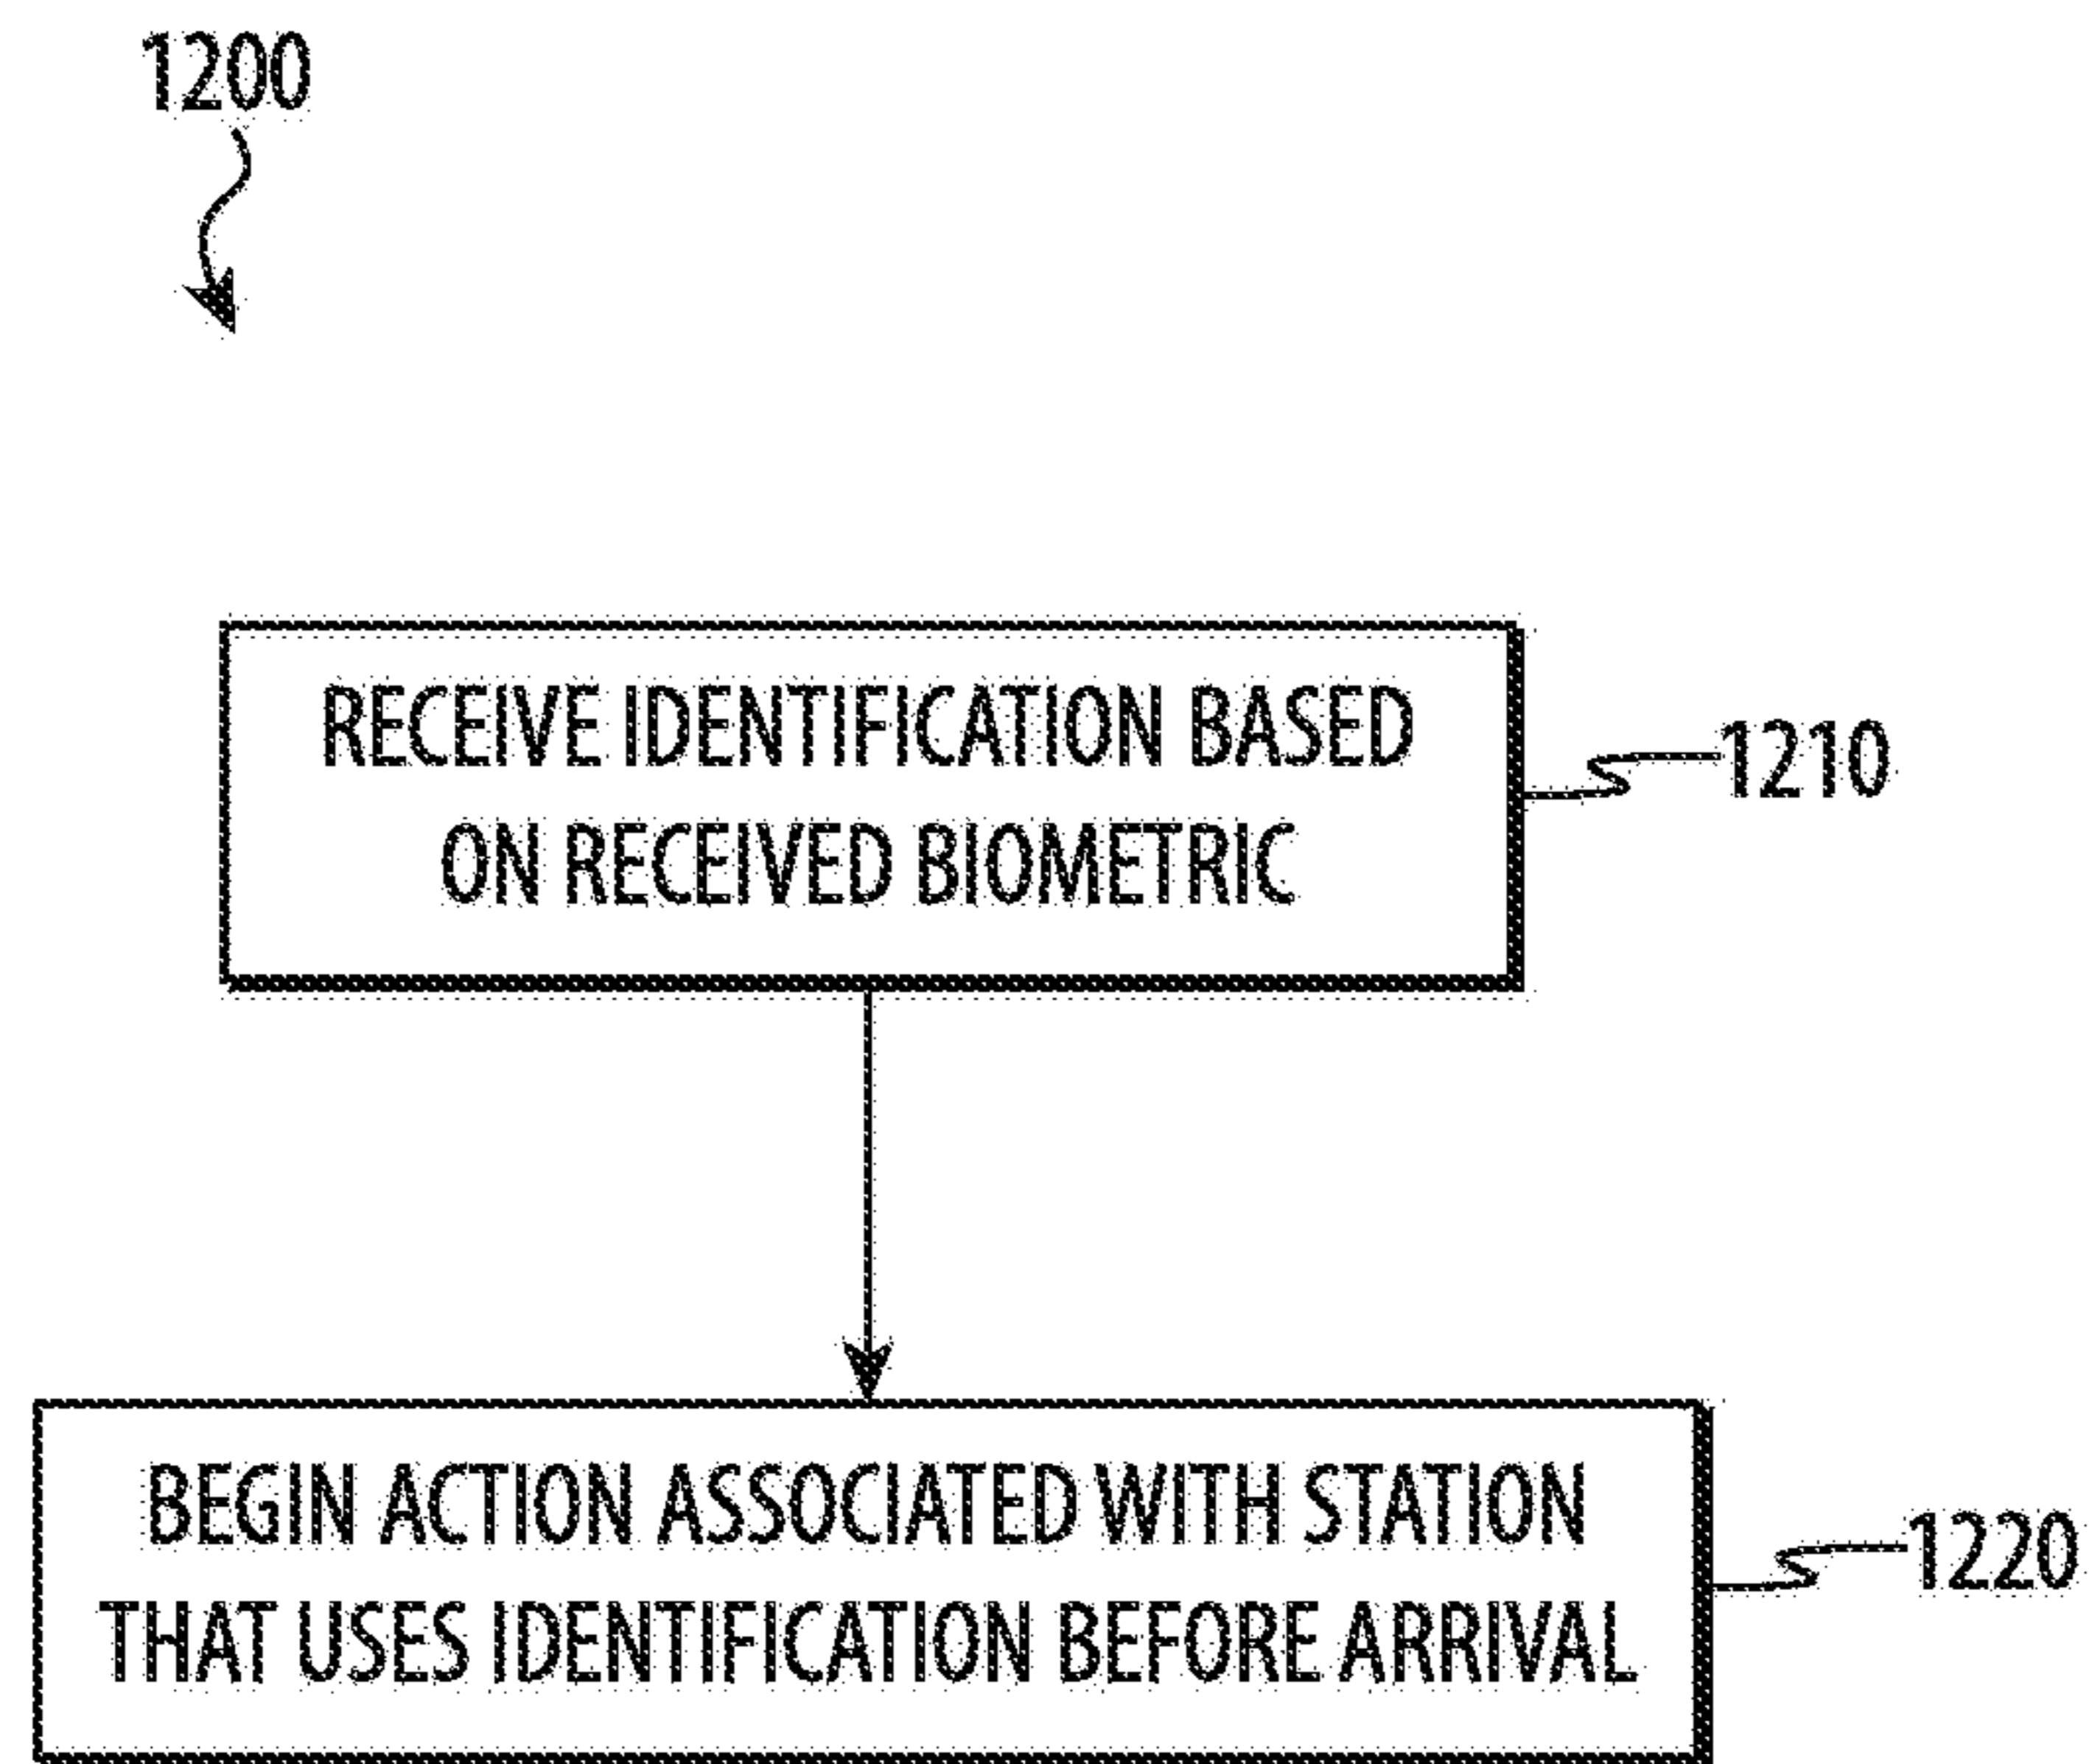 1200
RECEIVE IDENTIFICATION BASED
ON RECEIVED BIOMETRIC
1210
BEGIN ACTION ASSOCIATED WITH STATION
THAT USES IDENTIFICATION BEFORE ARRIVAL
1220